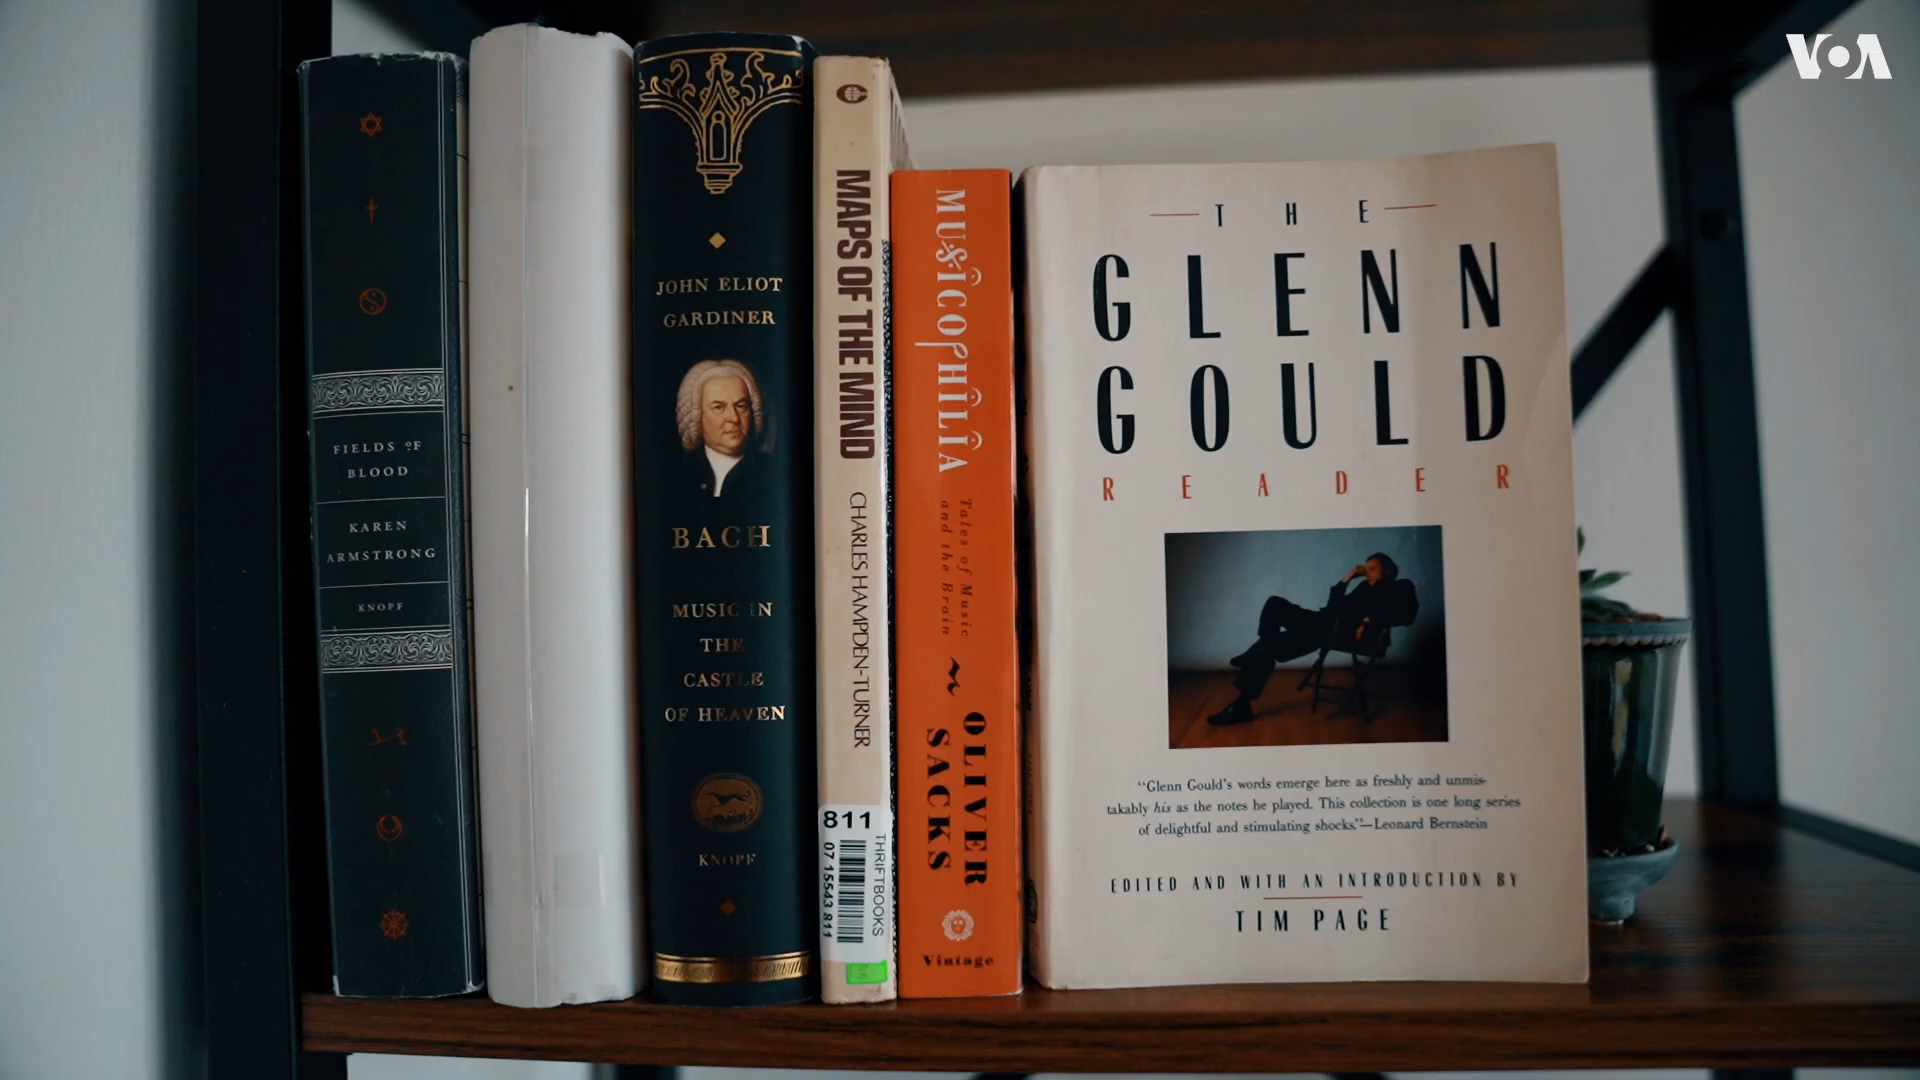 VOA
FIELDS OF
BLOOD
KAREN
ARMSTRONG
KNOPF
JOHN ELIOT
GARDINER
BACH
MUSIC IN
THE
CASTLE
OF HEAVEN
KNOPF
MAPS OF THE MIND
CHARLES HAMPDEN-TURNER
811
07 15543 811
THRIFTBOOKS
MUSICOPHILIA
Tales of Music
and the Brain
OLIVER
SACKS
Vintage
THE
GLENN
GOULD
READER
“Glenn Gould's words emerge here as freshly and unmis-
takably his as the notes he played. This collection is one long series
of delightful and stimulating shocks.”—Leonard Bernstein
EDITED AND WITH AN INTRODUCTION BY
TIM PAGE